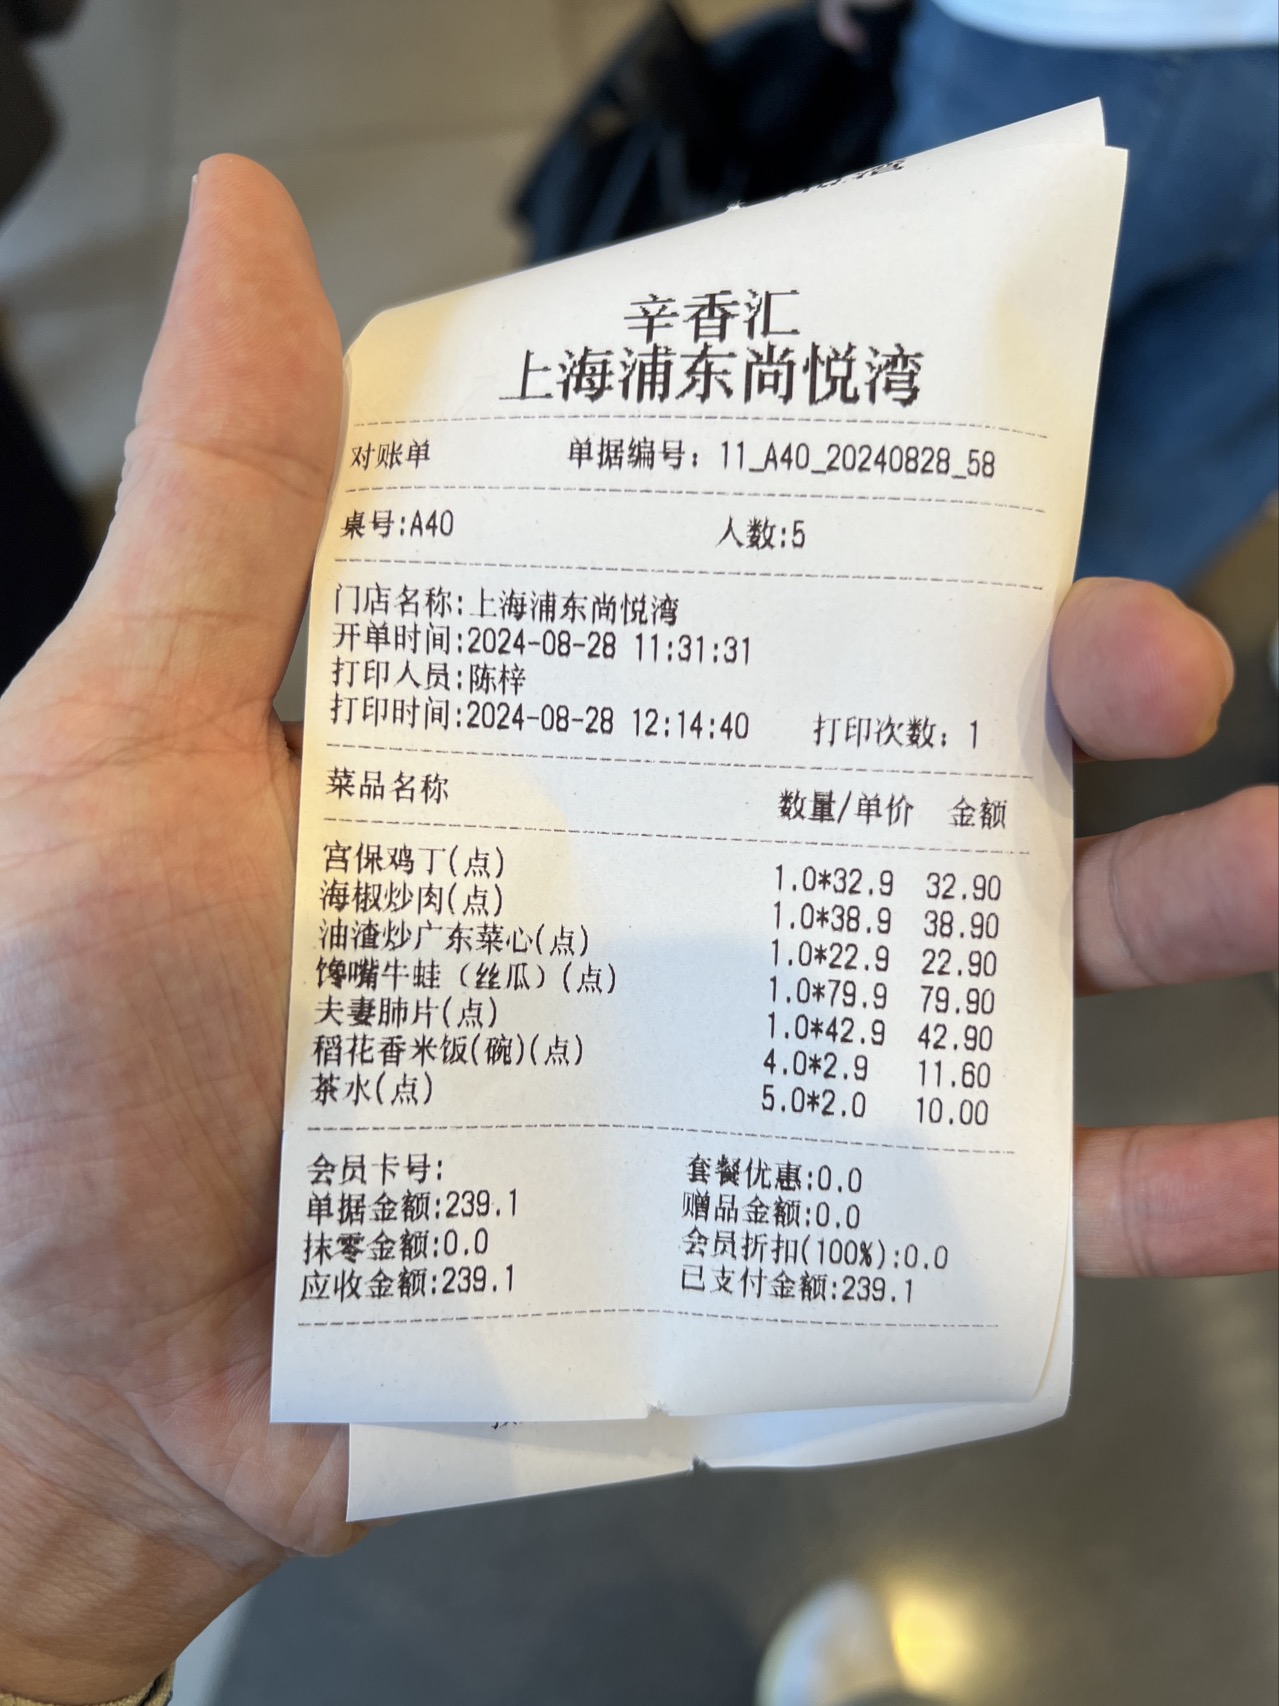 辛香汇
上海浦东尚悦湾
对账单 单据编号：11_A40_20240828_58
桌号:A40 人数:5
门店名称:上海浦东尚悦湾
开单时间:2024-08-28 11:31:31
打印人员:陈梓
打印时间:2024-08-28 12:14:40 打印次数：1
菜品名称 数量/单价 金额
宫保鸡丁(点) 1.0*32.9 32.90
海椒炒肉(点) 1.0*38.9 38.90
油渣炒广东菜心(点) 1.0*22.9 22.90
馋嘴牛蛙（丝瓜）(点) 1.0*79.9 79.90
夫妻肺片(点) 1.0*42.9 42.90
稻花香米饭(碗)(点) 4.0*2.9 11.60
茶水(点) 5.0*2.0 10.00
会员卡号: 套餐优惠:0.0
单据金额:239.1 赠品金额:0.0
抹零金额:0.0 会员折扣(100%):0.0
应收金额:239.1 已支付金额:239.1